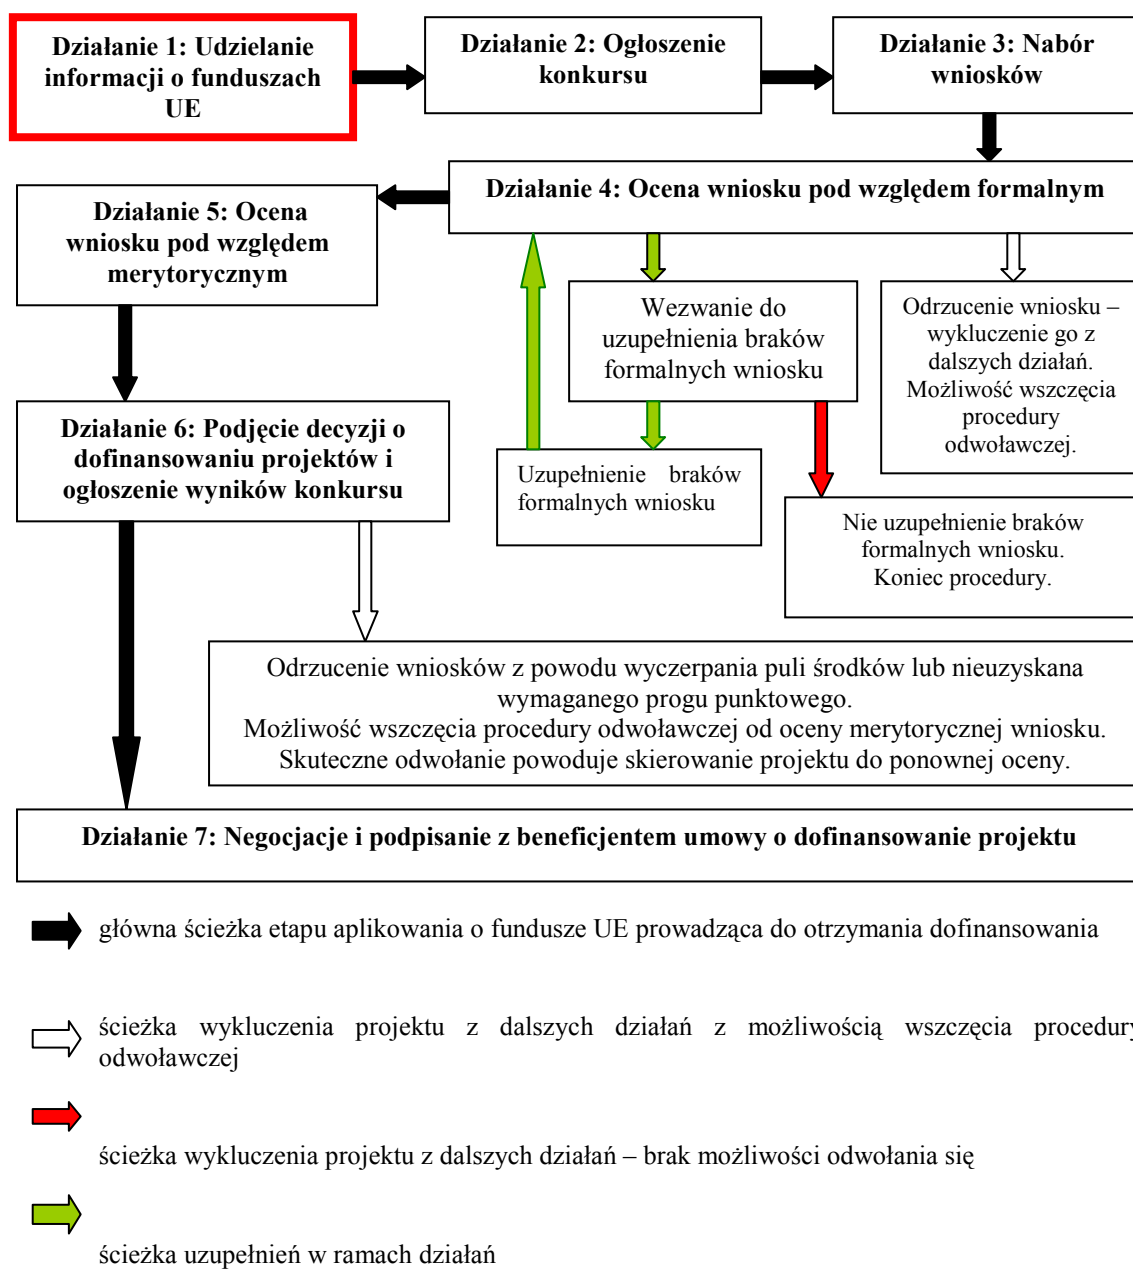 Działanie 1: Udzielanie
informacji o funduszach
UE
Działanie 2: Ogłoszenie
konkursu
Działanie 3: Nabór
wniosków
Działanie 4: Ocena wniosku pod względem formalnym
Działanie 5: Ocena
wniosku pod względem
merytorycznym
Wezwanie do
uzupełnienia braków
formalnych wniosku
Odrzucenie wniosku –
wykluczenie go z
dalszych działań.
Możliwość wszczęcia
procedury
odwoławczej.
Działanie 6: Podjęcie decyzji o
dofinansowaniu projektów i
ogłoszenie wyników konkursu
Uzupełnienie braków
formalnych wniosku
Nie uzupełnienie braków
formalnych wniosku.
Koniec procedury.
Odrzucenie wniosków z powodu wyczerpania puli środków lub nieuzyskana
wymaganego progu punktowego.
Możliwość wszczęcia procedury odwoławczej od oceny merytorycznej wniosku.
Skuteczne odwołanie powoduje skierowanie projektu do ponownej oceny.
Działanie 7: Negocjacje i podpisanie z beneficjentem umowy o dofinansowanie projektu
główna ścieżka etapu aplikowania o fundusze UE prowadząca do otrzymania dofinansowania
ścieżka wykluczenia projektu z dalszych działań z możliwością wszczęcia procedury
odwoławczej
ścieżka wykluczenia projektu z dalszych działań – brak możliwości odwołania się
ścieżka uzupełnień w ramach działań